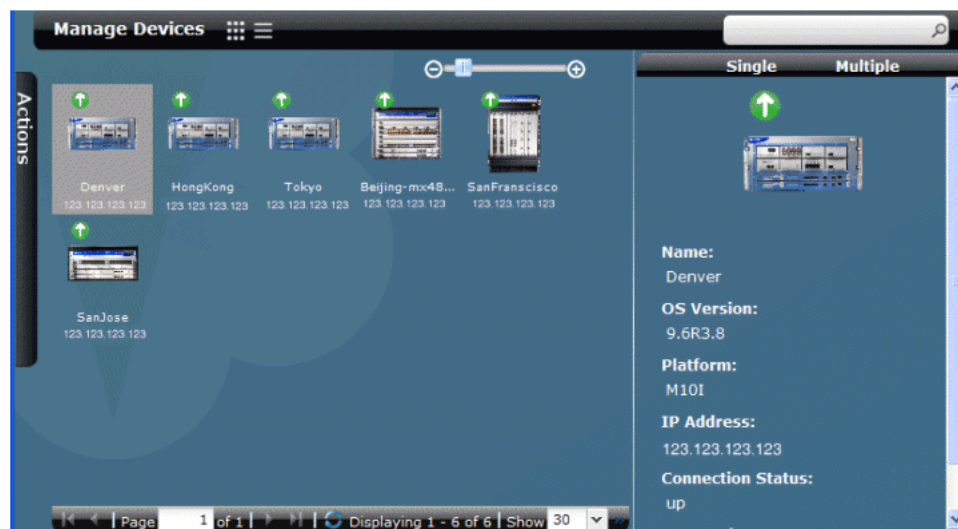 Manage Devices
Single Multiple
Actions
Denver
123.123.123.123
HongKong
123.123.123.123
Tokyo
123.123.123.123
Beijing-mx48...
123.123.123.123
SanFranscisco
123.123.123.123
SanJose
123.123.123.123
Name:
Denver
OS Version:
9.6R3.8
Platform:
M10I
IP Address:
123.123.123.123
Connection Status:
up
Page 1 of 1 Displaying 1 - 6 of 6 Show 30